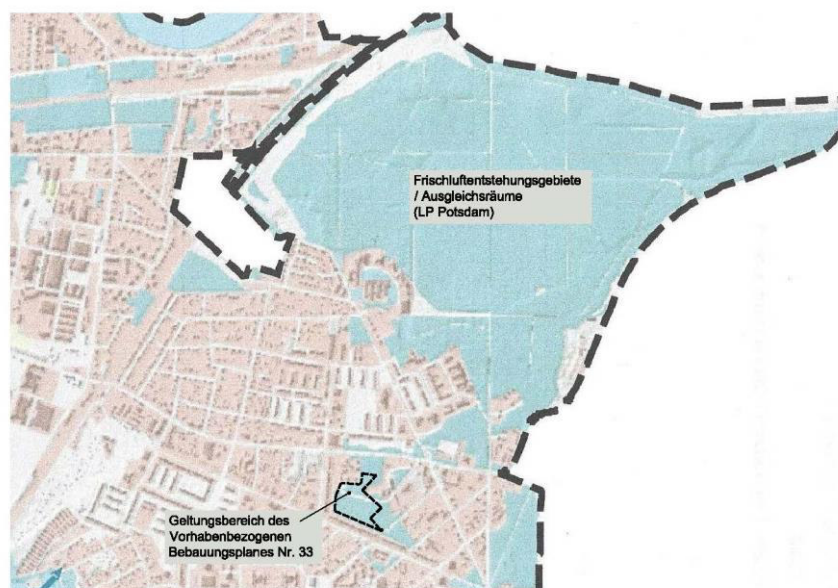 Frischluftentstehungsgebiete
/ Ausgleichsräume
(LP Potsdam)
Geltungsbereich des
Vorhabenbezogenen
Bebauungsplanes Nr. 33